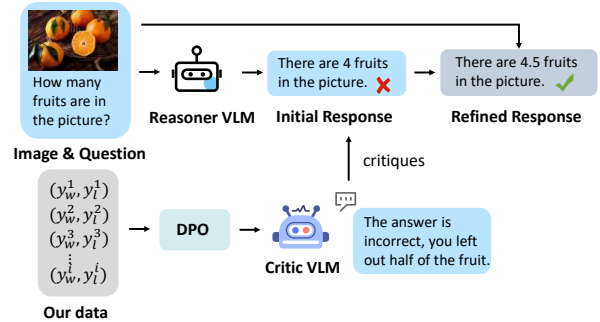 How many
fruits are in
the picture?
Image & Question
Reasoner VLM
There are 4 fruits
in the picture.
Initial Response
There are 4.5 fruits
in the picture.
Refined Response
critiques
(y_w^1, y_l^1)
(y_w^2, y_l^2)
(y_w^3, y_l^3)
⋮
(y_w^i, y_l^i)
Our data
DPO
Critic VLM
The answer is
incorrect, you left
out half of the fruit.